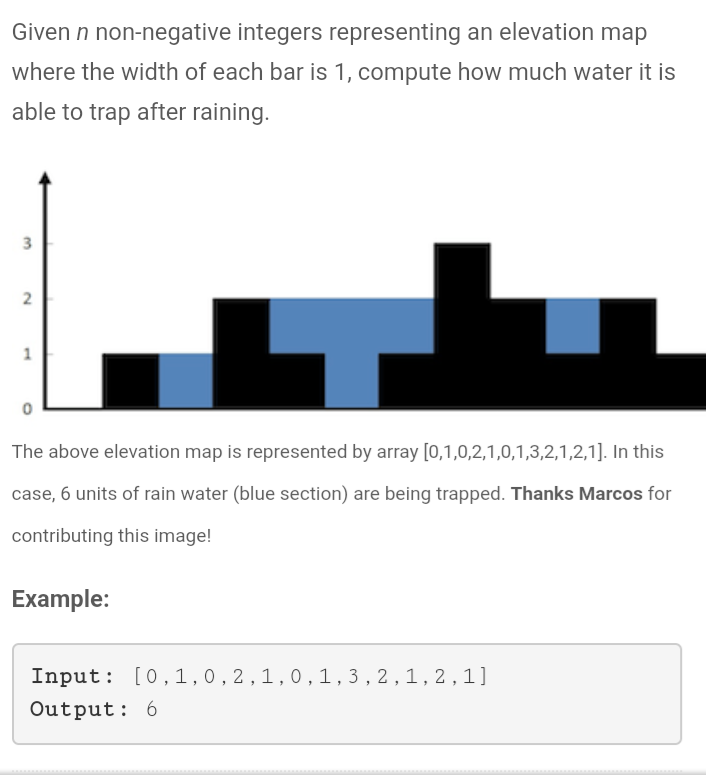 Given n non-negative integers representing an elevation map
where the width of each bar is 1, compute how much water it is
able to trap after raining.
3
2
1
0
The above elevation map is represented by array [0,1,0,2,1,0,1,3,2,1,2,1]. In this
case, 6 units of rain water (blue section) are being trapped. Thanks Marcos for
contributing this image!
Example:
Input: [0,1,0,2,1,0,1,3,2,1,2,1]
Output: 6